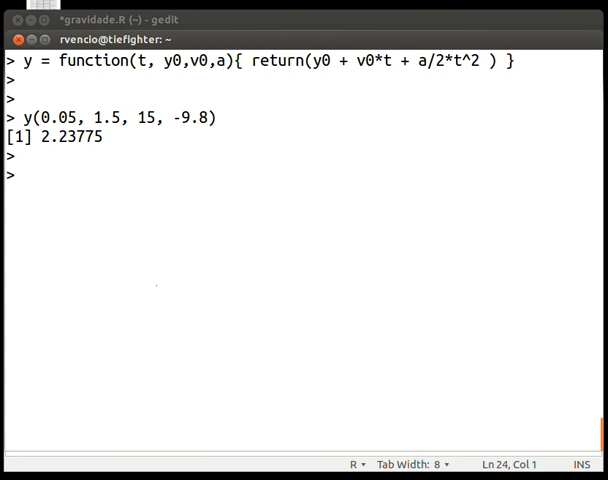 *gravidade.R (~) - gedit
rvencio@tiefighter: ~
> y = function(t, y0,v0,a){ return(y0 + v0*t + a/2*t^2 ) }
>
>
> y(0.05, 1.5, 15, -9.8)
[1] 2.23775
>
>
R Tab Width: 8 Ln 24, Col 1 INS